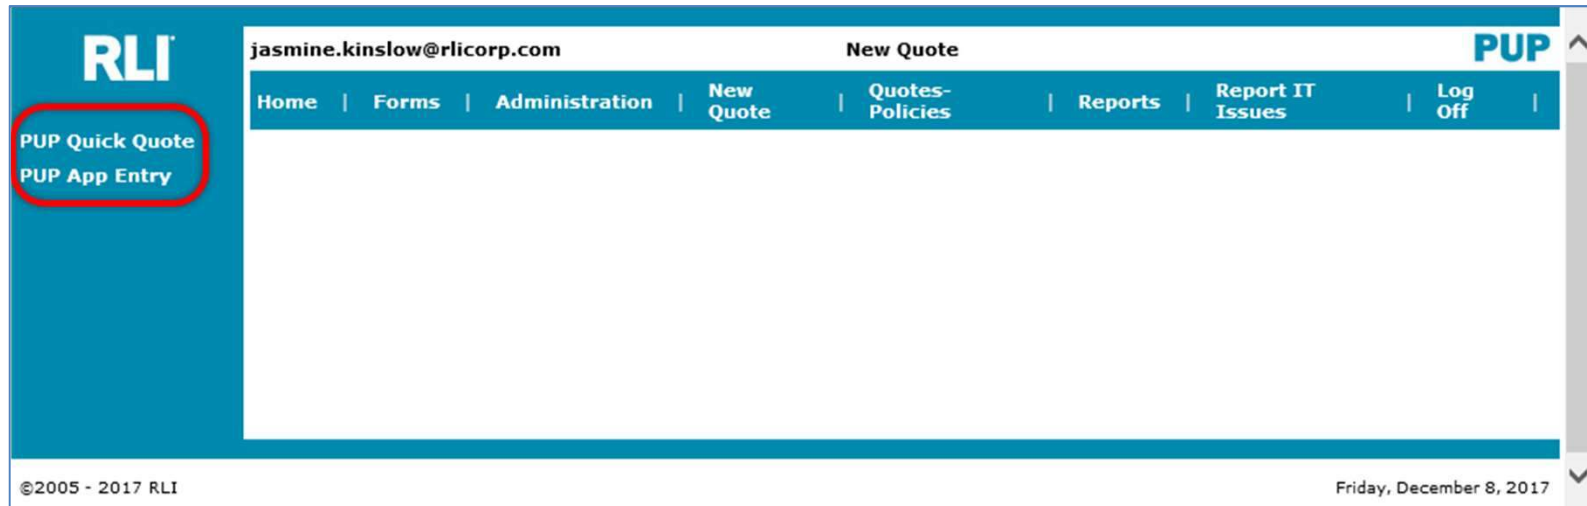 RLI
jasmine.kinslow@rlicorp.com New Quote PUP
Home | Forms | Administration | New Quote | Quotes-Policies | Reports | Report IT Issues | Log Off |
PUP Quick Quote
PUP App Entry
©2005 - 2017 RLI Friday, December 8, 2017